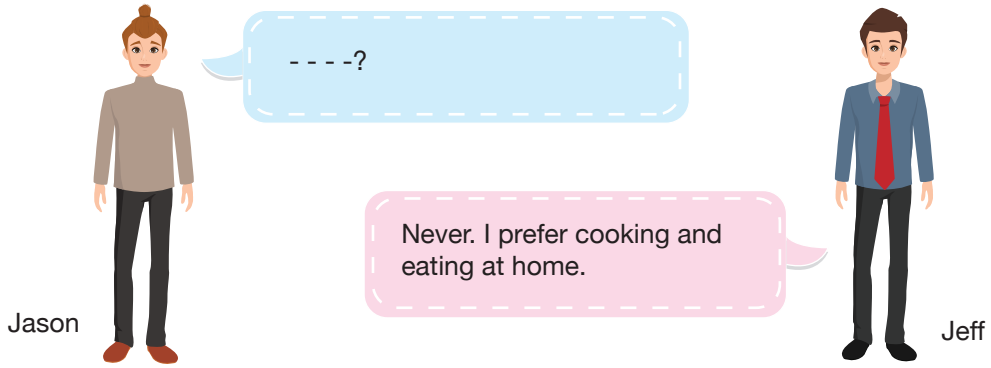 - - - -?
Never. I prefer cooking and
eating at home.
Jason
Jeff